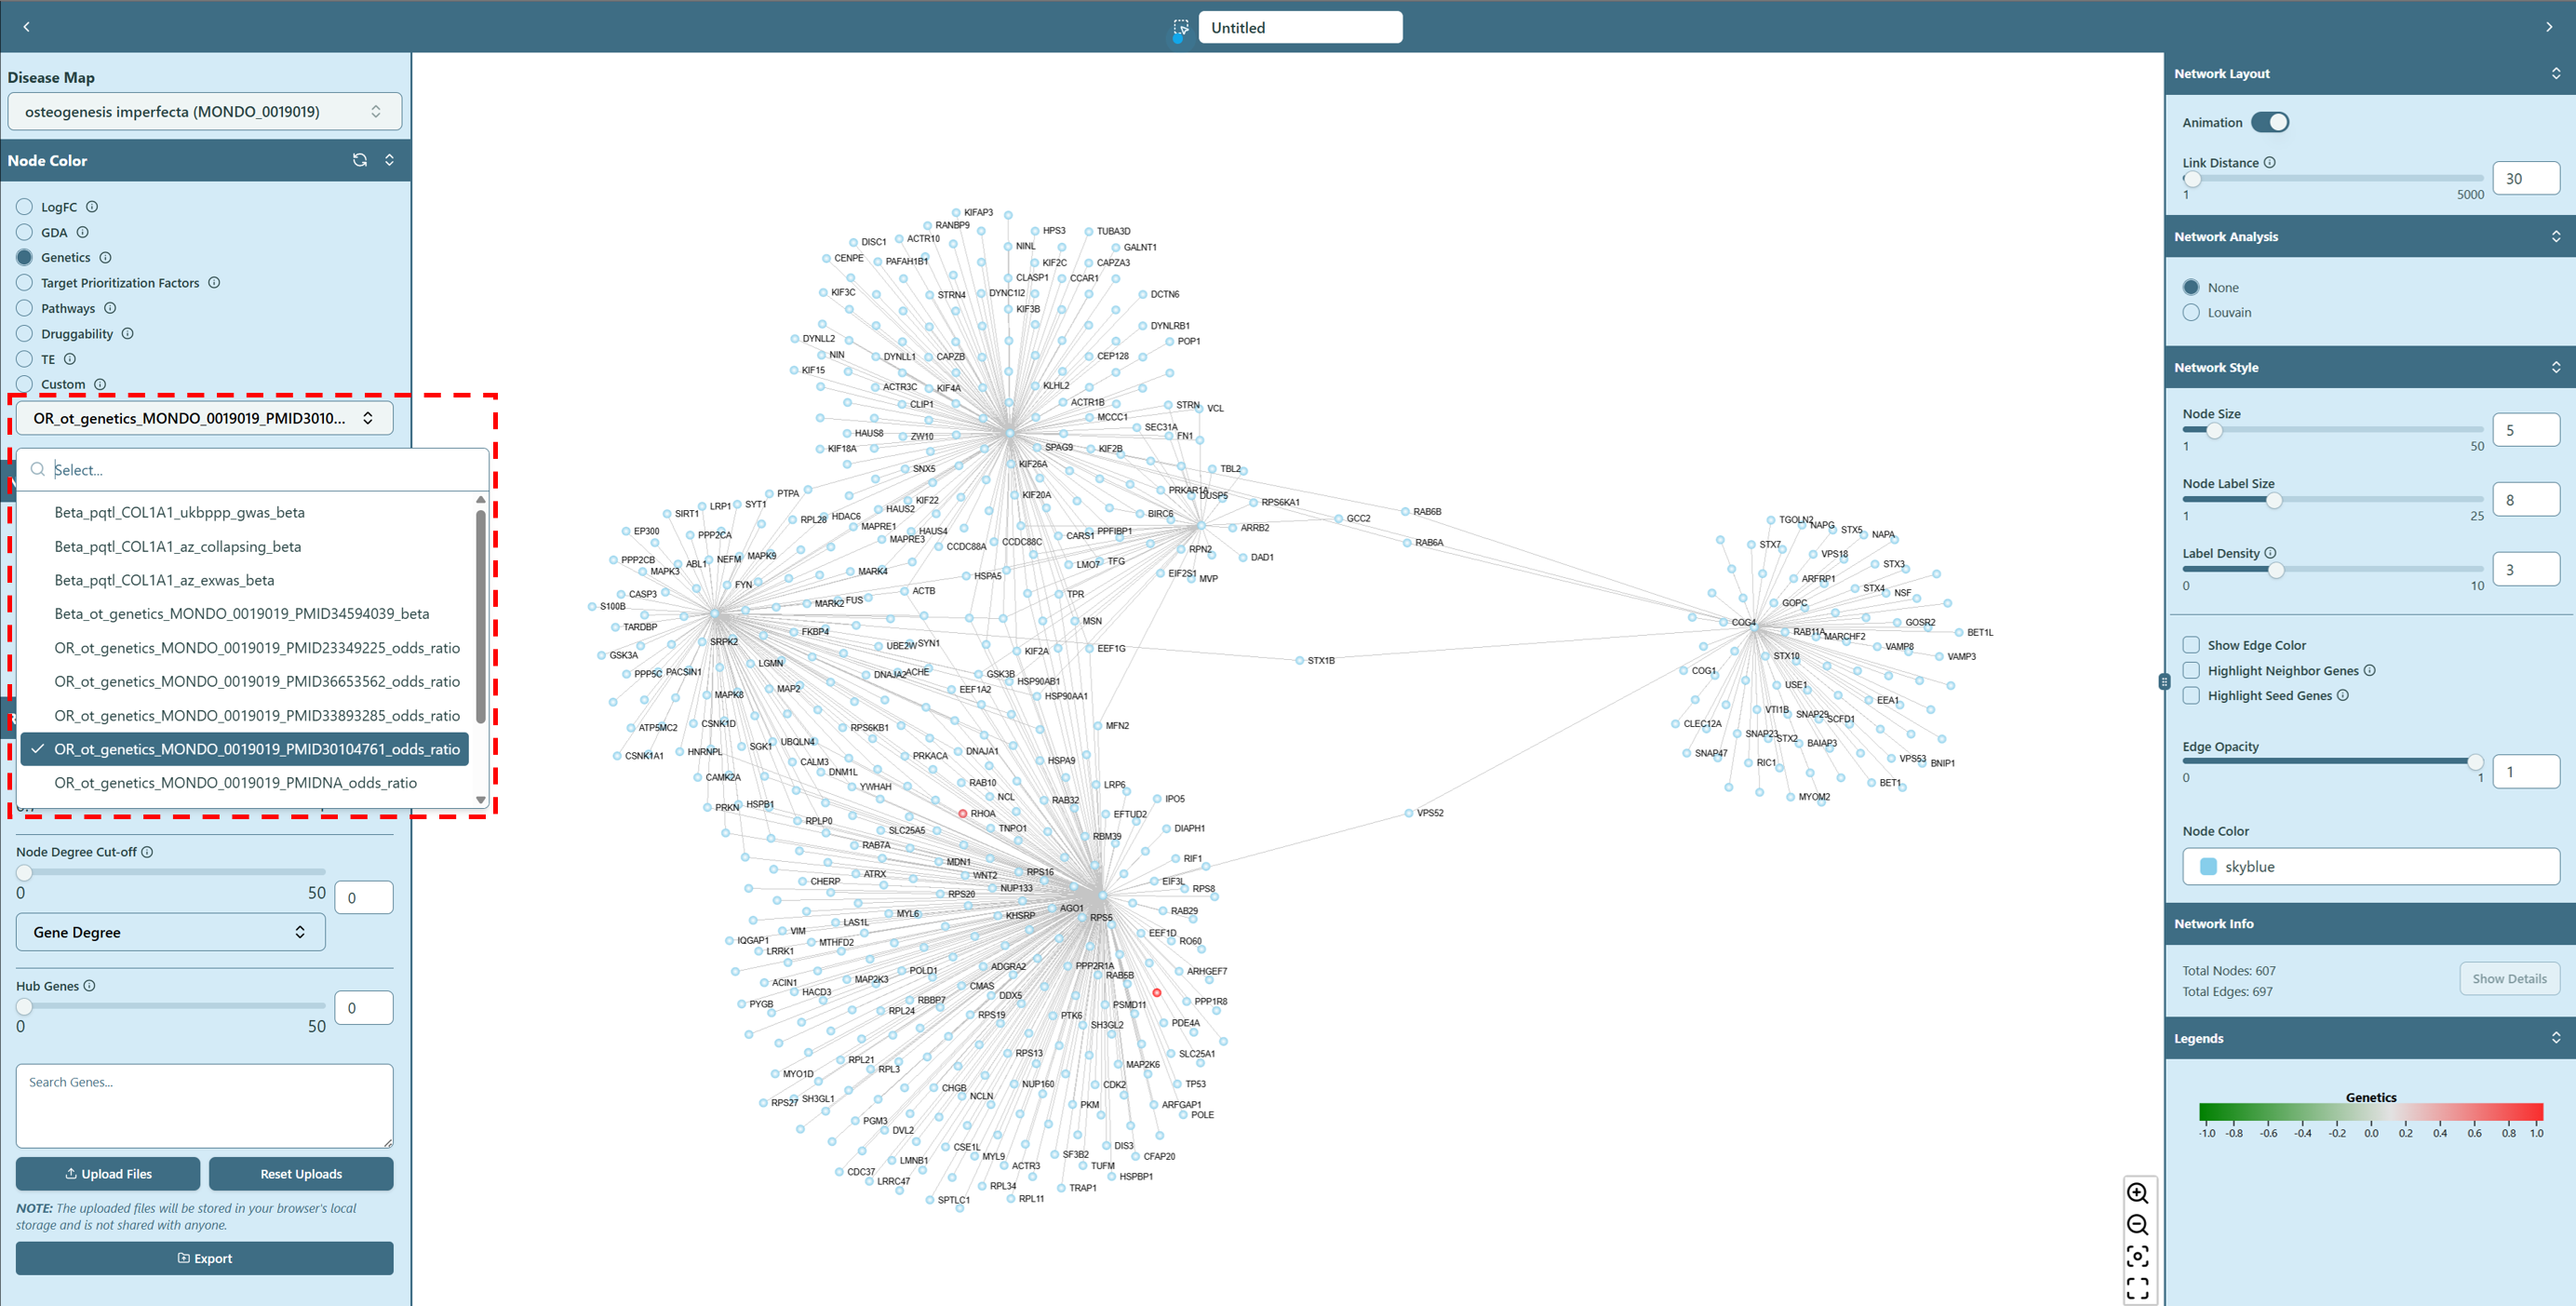 Untitled
Disease Map
osteogenesis imperfecta (MONDO_0019019)
Node Color
LogFC
GDA
Genetics
Target Prioritization Factors
Pathways
Druggability
TE
Custom
OR_ot_genetics_MONDO_0019019_PMID3010...
Select...
Beta_pqtl_COL1A1_ukbppp_gwas_beta
Beta_pqtl_COL1A1_az_collapsing_beta
Beta_pqtl_COL1A1_az_exwas_beta
Beta_ot_genetics_MONDO_0019019_PMID34594039_beta
OR_ot_genetics_MONDO_0019019_PMID23349225_odds_ratio
OR_ot_genetics_MONDO_0019019_PMID36653562_odds_ratio
OR_ot_genetics_MONDO_0019019_PMID33893285_odds_ratio
OR_ot_genetics_MONDO_0019019_PMID30104761_odds_ratio
OR_ot_genetics_MONDO_0019019_PMIDNA_odds_ratio
Node Degree Cut-off
0 50 0
Gene Degree
Hub Genes
0 50 0
Search Genes...
Upload Files Reset Uploads
NOTE: The uploaded files will be stored in your browser's local
storage and is not shared with anyone.
Export
KIFAP3
RANBP9
HPS3 TUBA3D
DISC1 ACTR10
NINL GALNT1
CENPE PAFAH1B1 KIF2C CAPZA3
CLASP1 CCAR1
KIF3C STRN4 DYNC1I2 DCTN6
KIF3B
DYNLRB1
DYNLL2 POP1
NIN DYNLL1 CAPZB CEP128
KIF15
ACTR3C KIF4A KLHL2
CLIP1 ACTR1B STRN VCL
MCCC1
HAUS8 ZW10 SEC31A FN1
KIF18A SPAG9 KIF2B
SNX5 KIF26A TBL2
PTPA KIF20A PRKAR1A DUSP5
LRP1 SYT1 KIF22 RPS6KA1
SIRT1 HAUS2 BIRC6 GCC2 RAB6B
RPL28 HDAC6 MAPRE1 HAUS4 ARRB2
EP300 PPP2CA MAPRE3 CARS1 PPFIBP1 RAB6A
CCDC88A CCDC88C RPN2
PPP2CB ABL1 NEFM MAPK9 LMO7 TFG DAD1
MAPK3 MARK4 HSPA5 EIF2S1 MVP
FYN
CASP3 ACTB TPR
S100B MARK2 FUS
TARDBP MSN
SRPK2 FKBP4 UBE2W SYN1
GSK3A KIF2A EEF1G STX1B
LGMN
PPP5C PACSIN1 DNAJA2 ACHE GSK3B HSP90AB1
MAPK8 MAP2 EEF1A2 HSP90AA1
ATP5MC2 CSNK1D RPS6KB1 MFN2
CSNK1A1 HNRNPL SGK1 UBQLN4 PRKACA DNAJA1 HSPA9
CALM3
CAMK2A DNM1L RAB10 LRP6
YWHAH NCL RAB32 IPO5
PRKN HSPB1 RHOA EFTUD2 VPS52
RPLP0 SLC25A5 TNPO1 RBM39 DIAPH1
RAB7A MDN1 RIF1
CHERP ATRX WNT2 RPS16 EIF3L
RPS20 NUP133 RPS8
MYL6 KHSRP AGO1 RPS5 RAB29
LAS1L
IQGAP1 VIM MTHFD2 EEF1D RO60
LRRK1
POLD1 ADGRA2 PPP2R1A RAB5B ARHGEF7
ACIN1 MAP2K3 CMAS
HACD3 RBBP7 DDX5 PPP1R8
PYGB RPL24 RPS19 PTK6 PSMD11
SH3GL2 PDE4A
RPL21 RPS13 SLC25A1
RPL3 MAP2K6
MYO1D CHGB NUP160 CDK2 TP53
RPS27 SH3GL1 NCLN PKM ARFGAP1
PGM3 POLE
DVL2 CSE1L DIS3
LMNB1 MYL9 SF3B2 CFAP20
CDC37 ACTR3 TUFM
LRRC47 RPL34 HSPBP1
SPTLC1 RPL11 TRAP1
TGOLN2 NAPG STX5 NAPA
STX7 VPS18
ARFRP1 STX3
STX4 NSF
GOPC
COG4 RAB11A MARCHF2 GOSR2 BET1L
VAMP8 VAMP3
STX10
COG1 USE1
VTI1B SNAP29 SCFD1 EEA1
CLEC12A
SNAP23 STX2 BAIAP3
SNAP47 RIC1 VPS53 BNIP1
BET1
MYOM2
Network Layout
Animation
Link Distance
30
1 5000
Network Analysis
None
Louvain
Network Style
Node Size
5
1 50
Node Label Size
8
1 25
Label Density
3
0 10
Show Edge Color
Highlight Neighbor Genes
Highlight Seed Genes
Edge Opacity
1
0 1
Node Color
skyblue
Network Info
Total Nodes: 607
Total Edges: 697
Show Details
Legends
Genetics
-1.0 -0.8 -0.6 -0.4 -0.2 0.0 0.2 0.4 0.6 0.8 1.0